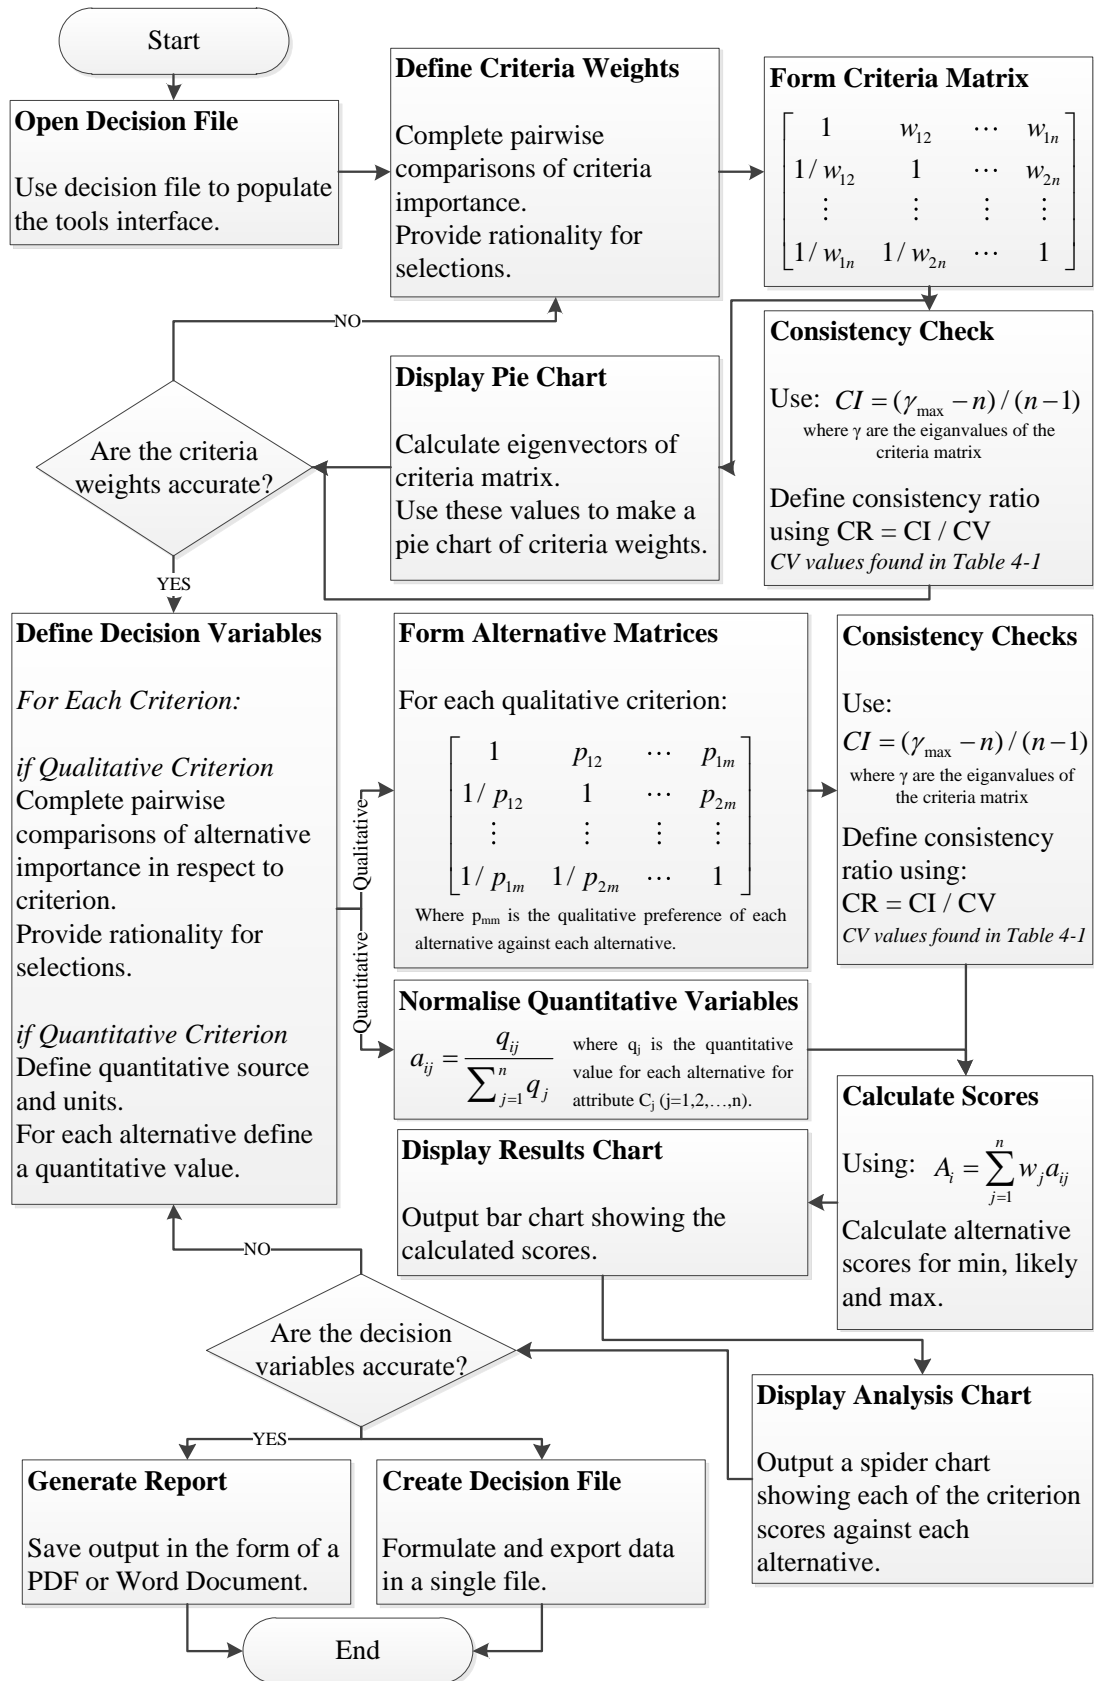 Start
Open Decision File
Use decision file to populate
the tools interface.
Define Criteria Weights
Complete pairwise
comparisons of criteria
importance.
Provide rationality for
selections.
Form Criteria Matrix
1 w12 ⋯ w1n
1/ w12 1 ⋯ w2n
⋮ ⋮ ⋮ ⋮
1/ w1n 1/ w2n ⋯ 1
NO
Consistency Check
Use: CI = (γmax − n) / (n − 1)
where γ are the eiganvalues of the
criteria matrix
Define consistency ratio
using CR = CI / CV
CV values found in Table 4-1
Display Pie Chart
Calculate eigenvectors of
criteria matrix.
Use these values to make a
pie chart of criteria weights.
Are the criteria
weights accurate?
YES
Define Decision Variables
For Each Criterion:
if Qualitative Criterion
Complete pairwise
comparisons of alternative
importance in respect to
criterion.
Provide rationality for
selections.
if Quantitative Criterion
Define quantitative source
and units.
For each alternative define
a quantitative value.
Qualitative
Quantitative
Form Alternative Matrices
For each qualitative criterion:
1 p12 ⋯ p1m
1/ p12 1 ⋯ p2m
⋮ ⋮ ⋮ ⋮
1/ p1m 1/ p2m ⋯ 1
Where pmm is the qualitative preference of each
alternative against each alternative.
Consistency Checks
Use:
CI = (γmax − n) / (n − 1)
where γ are the eiganvalues of
the criteria matrix
Define consistency
ratio using:
CR = CI / CV
CV values found in Table 4-1
Normalise Quantitative Variables
aij = qij / ∑nj=1 qj
where qj is the quantitative
value for each alternative for
attribute Cj (j=1,2,…,n).
Calculate Scores
Using: Ai = ∑nj=1 wj aij
Calculate alternative
scores for min, likely
and max.
Display Results Chart
Output bar chart showing the
calculated scores.
NO
Are the decision
variables accurate?
Display Analysis Chart
Output a spider chart
showing each of the criterion
scores against each
alternative.
YES
Generate Report
Save output in the form of a
PDF or Word Document.
Create Decision File
Formulate and export data
in a single file.
End